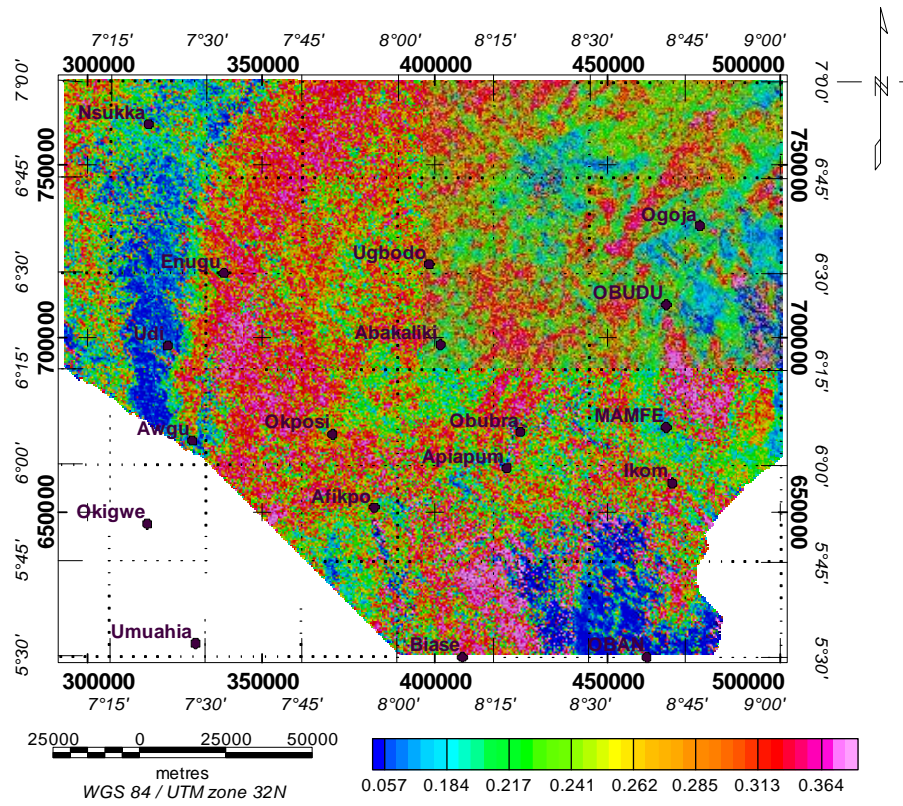 7°15' 7°30' 7°45' 8°00' 8°15' 8°30' 8°45' 9°00'
300000 350000 400000 450000 500000
7°0' 7°0'
N
Nsukka
750000 75000
6°45' 6°45'
Ogoja
Ugbodo
Enugu
6°30' 6°30'
OBUDU
Udi Abakaliki
700000 700000
6°15' 6°15'
Okposi Obubra MAMFE
Awgu
Apiapum
6°00' 6°00'
Ikom
Afikpo
Okigwe
650000 650000
5°45' 5°45'
Umuahia
Biase OBAN
5°30' 5°30'
300000 350000 400000 450000 500000
7°15' 7°30' 7°45' 8°00' 8°15' 8°30' 8°45' 9°00'
25000 0 25000 50000
metres
WGS 84 / UTM zone 32N
0.057 0.184 0.217 0.241 0.262 0.285 0.313 0.364